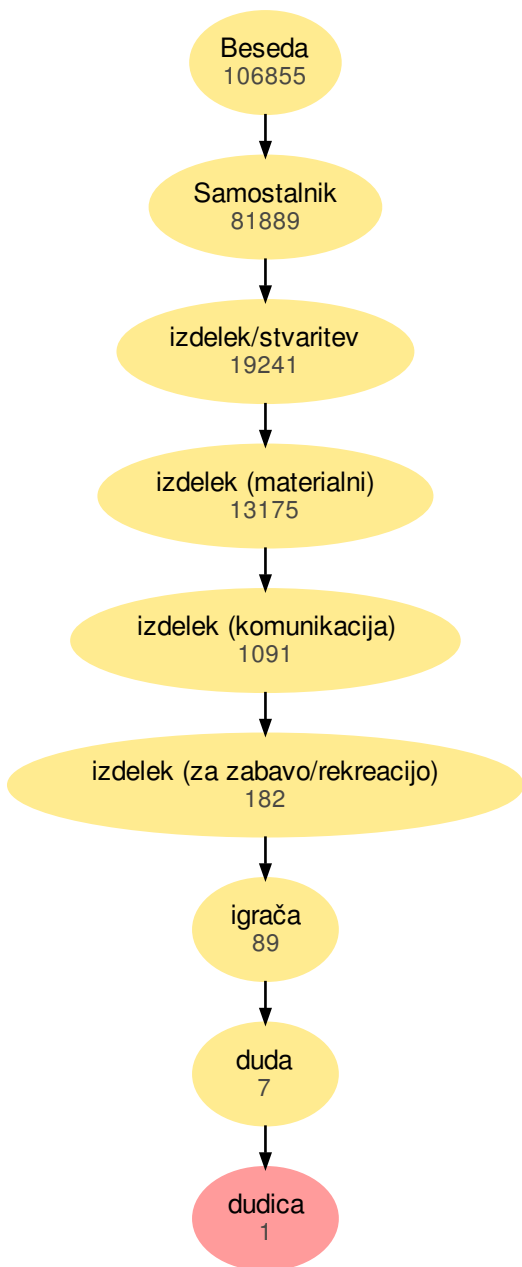 Beseda
106855
Samostalnik
81889
izdelek/stvaritev
19241
izdelek (materialni)
13175
izdelek (komunikacija)
1091
izdelek (za zabavo/rekreacijo)
182
igrača
89
duda
7
dudica
1